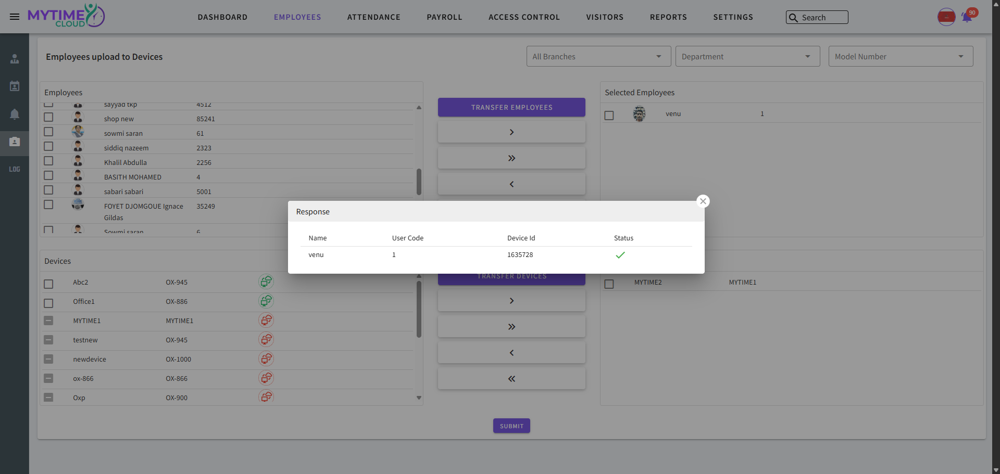 MYTIME
CLOUD
DASHBOARD
EMPLOYEES
ATTENDANCE
PAYROLL
ACCESS CONTROL
VISITORS
REPORTS
SETTINGS
Search
90
LOG
Employees upload to Devices
All Branches
Department
Model Number
Employees
sayyad tkp 4512
shop new 85241
sowmi saran 61
siddiq nazeem 2323
Khalil Abdulla 2256
BASITH MOHAMED 4
sabari sabari 5001
FOYET DJOMGOUE Ignace 35249
Gildas
Sowmi saran 6
TRANSFER EMPLOYEES
Selected Employees
venu 1
Response
Name User Code Device Id Status
venu 1 1635728
Devices
Abc2 OX-945
Office1 OX-886
MYTIME1 MYTIME1
testnew OX-945
newdevice OX-1000
ox-866 OX-866
Oxp OX-900
TRANSFER DEVICES
MYTIME2 MYTIME1
SUBMIT